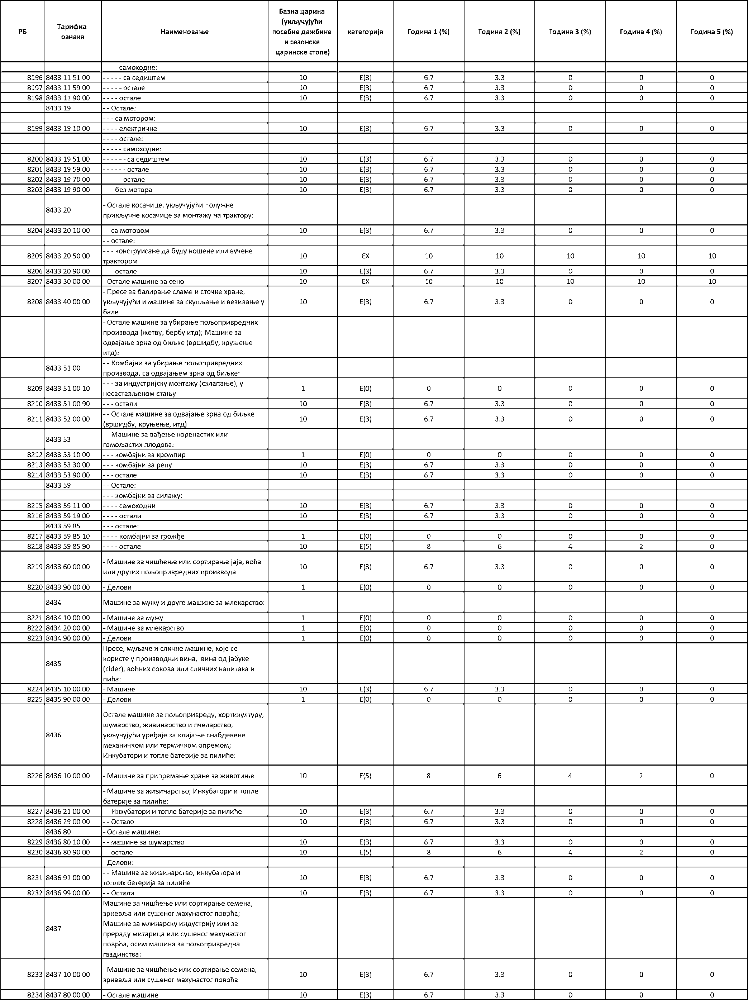 РБ Тарифна ознака Наименовање Базна царина (укључујући посебне дажбине и сезонске царинске стопе) категорија Година 1 (%) Година 2 (%) Година 3 (%) Година 4 (%) Година 5 (%)
- - - - самоходне:
8196 8433 11 51 00 - - - - - са седиштем 10 E(3) 6.7 3.3 0 0 0
8197 8433 11 59 00 - - - - - остале 10 E(3) 6.7 3.3 0 0 0
8198 8433 11 90 00 - - - - остале 10 E(3) 6.7 3.3 0 0 0
8433 19 - - Остале:
- - - са мотором:
8199 8433 19 10 00 - - - - електричне 10 E(3) 6.7 3.3 0 0 0
- - - - остале:
- - - - - самоходне:
8200 8433 19 51 00 - - - - - - са седиштем 10 E(3) 6.7 3.3 0 0 0
8201 8433 19 59 00 - - - - - - остале 10 E(3) 6.7 3.3 0 0 0
8202 8433 19 70 00 - - - - - остале 10 E(3) 6.7 3.3 0 0 0
8203 8433 19 90 00 - - - без мотора 10 E(3) 6.7 3.3 0 0 0
8433 20 - Остале косачице, укључујући полужне
прикључне косачице за монтажу на трактору:
8204 8433 20 10 00 - - са мотором 10 E(3) 6.7 3.3 0 0 0
- - остале:
8205 8433 20 50 00 - - - конструисане да буду ношене или вучене
трактором 10 EX 10 10 10 10 10
8206 8433 20 90 00 - - - остале 10 E(3) 6.7 3.3 0 0 0
8207 8433 30 00 00 - Остале машине за сено 10 EX 10 10 10 10 10
8208 8433 40 00 00 - Пресе за балирање сламе и сточне хране,
укључујући и машине за скупљање и везивање у
бале 10 E(3) 6.7 3.3 0 0 0
- Остале машине за убирање пољопривредних
производа (жетву, бербу итд); Машине за
одвајање зрна од биљке (вршидбу, круњење
итд):
8433 51 00 - - Комбајни за убирање пољопривредних
производа, са одвајањем зрна од биљке:
8209 8433 51 00 10 - - - за индустријску монтажу (склапање), у
несастављеном стању 1 E(0) 0 0 0 0 0
8210 8433 51 00 90 - - - остали 10 E(3) 6.7 3.3 0 0 0
8211 8433 52 00 00 - - Остале машине за одвајање зрна од биљке
(вршидбу, круњење, итд) 10 E(3) 6.7 3.3 0 0 0
8433 53 - - Машине за вађење коренастих или
гомољастих плодова:
8212 8433 53 10 00 - - - комбајни за кромпир 1 E(0) 0 0 0 0 0
8213 8433 53 30 00 - - - комбајни за репу 10 E(3) 6.7 3.3 0 0 0
8214 8433 53 90 00 - - - остале 10 E(3) 6.7 3.3 0 0 0
8433 59 - - Остале:
- - - комбајни за силажу:
8215 8433 59 11 00 - - - - самоходни 10 E(3) 6.7 3.3 0 0 0
8216 8433 59 19 00 - - - - остали 10 E(3) 6.7 3.3 0 0 0
8433 59 85 - - - остале:
8217 8433 59 85 10 - - - - комбајни за грожђе 1 E(0) 0 0 0 0 0
8218 8433 59 85 90 - - - - остале 10 E(5) 8 6 4 2 0
8219 8433 60 00 00 - Машине за чишћење или сортирање јаја, воћа
или других пољопривредних производа 10 E(3) 6.7 3.3 0 0 0
8220 8433 90 00 00 - Делови 1 E(0) 0 0 0 0 0
8434 Машине за мужу и друге машине за млекарство:
8221 8434 10 00 00 - Машине за мужу 1 E(0) 0 0 0 0 0
8222 8434 20 00 00 - Машине за млекарство 1 E(0) 0 0 0 0 0
8223 8434 90 00 00 - Делови 1 E(0) 0 0 0 0 0
8435 Пресе, муљаче и сличне машине, које се
користе у производњи вина, вина од јабуке
(cider), воћних сокова или сличних напитака и
пића:
8224 8435 10 00 00 - Машине 10 E(3) 6.7 3.3 0 0 0
8225 8435 90 00 00 - Делови 1 E(0) 0 0 0 0 0
8436 Остале машине за пољопривреду, хортикултуру,
шумарство, живинарство и пчеларство,
укључујући уређаје за клијање снабдевене
механичком или термичком опремом;
Инкубатори и топле батерије за пилиће:
8226 8436 10 00 00 - Машине за припремање хране за животиње 10 E(5) 8 6 4 2 0
- Машине за живинарство; Инкубатори и топле
батерије за пилиће:
8227 8436 21 00 00 - - Инкубатори и топле батерије за пилиће 10 E(3) 6.7 3.3 0 0 0
8228 8436 29 00 00 - - Остало 10 E(3) 6.7 3.3 0 0 0
8436 80 - Остале машине:
8229 8436 80 10 00 - - машине за шумарство 10 E(3) 6.7 3.3 0 0 0
8230 8436 80 90 00 - - остале 10 E(5) 8 6 4 2 0
- Делови:
8231 8436 91 00 00 - - Машина за живинарство, инкубатора и
топлих батерија за пилиће 10 E(3) 6.7 3.3 0 0 0
8232 8436 99 00 00 - - Остали 10 E(3) 6.7 3.3 0 0 0
8437 Машине за чишћење или сортирање семена,
зрневља или сушеног махунастог поврћа;
Машине за млинарску индустрију или за
прераду житарица или сушеног махунастог
поврћа, осим машина за пољопривредна
газдинства:
8233 8437 10 00 00 - Машине за чишћење или сортирање семена,
зрневља или сушеног махунастог поврћа 10 E(3) 6.7 3.3 0 0 0
8234 8437 80 00 00 - Остале машине 10 E(3) 6.7 3.3 0 0 0